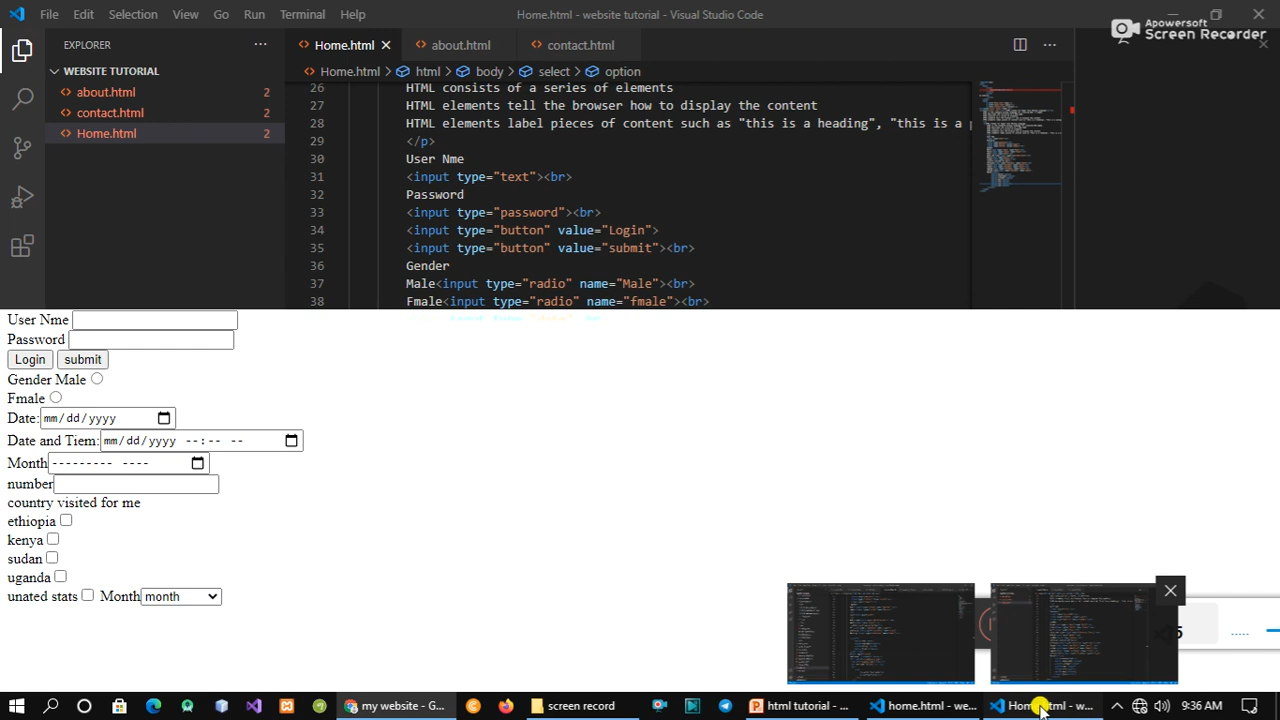 File Edit Selection View Go Run Terminal Help Home.html - website tutorial - Visual Studio Code
Apowersoft
Screen Recorder
EXPLORER
Home.html
about.html
contact.html
WEBSITE TUTORIAL
Home.html > html > body > select > option
about.html 2
contact.html 2
Home.html 2
26 HTML consists of a series of elements
27 HTML elements tell the browser how to display the content
28 HTML elementslabel pieces of content such as "this is a heading", "this is a p
29 </p>
30 User Nme
31 <input type="text"><br>
32 Password
33 <input type="password"><br>
34 <input type="button" value="Login">
35 <input type="button" value="submit"><br>
36 Gender
37 Male<input type="radio" name="Male"><br>
38 Fmale<input type="radio" name="fmale"><br>
User Nme
Password
Login submit
Gender Male
Fmale
Date: mm/dd/yyyy
Date and Tiem: mm/dd/yyyy --:-- --
Month --------- ----
number
country visited for me
ethiopia
kenya
sudan
uganda
unated stats Month month
5
my website - G...
screen record
html tutorial - ...
home.html - we...
Home.html - w...
9:36 AM